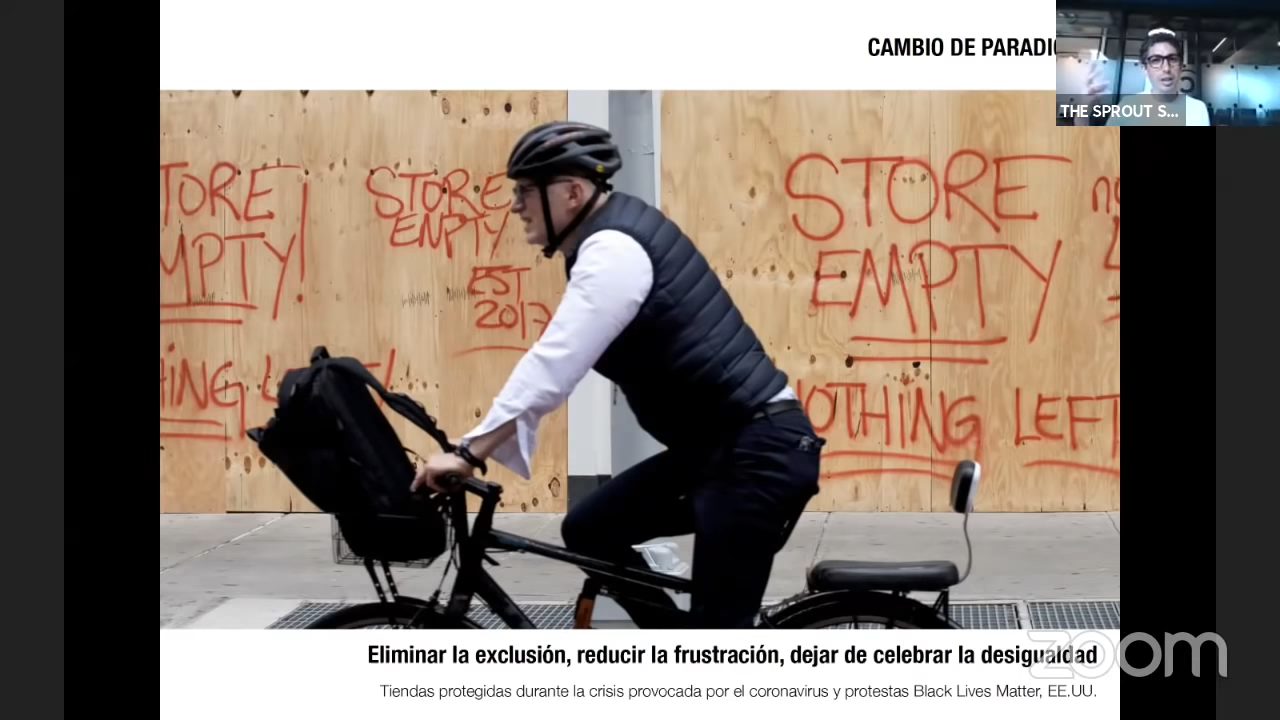 CAMBIO DE PARADI
THE SPROUT S...
TORE
MPTY!
HING L
STORE
EMPTY
EST
2017
STORE
EMPTY
NOTHING LEFT
Eliminar la exclusión, reducir la frustración, dejar de celebrar la desigualdad
zoom
Tiendas protegidas durante la crisis provocada por el coronavirus y protestas Black Lives Matter, EE.UU.